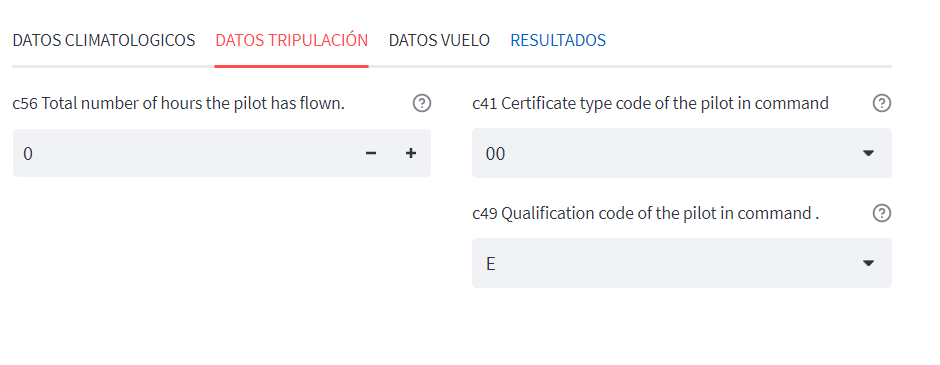 DATOS CLIMATOLOGICOS DATOS TRIPULACIÓN DATOS VUELO RESULTADOS
c56 Total number of hours the pilot has flown.
0
c41 Certificate type code of the pilot in command
00
c49 Qualification code of the pilot in command .
E